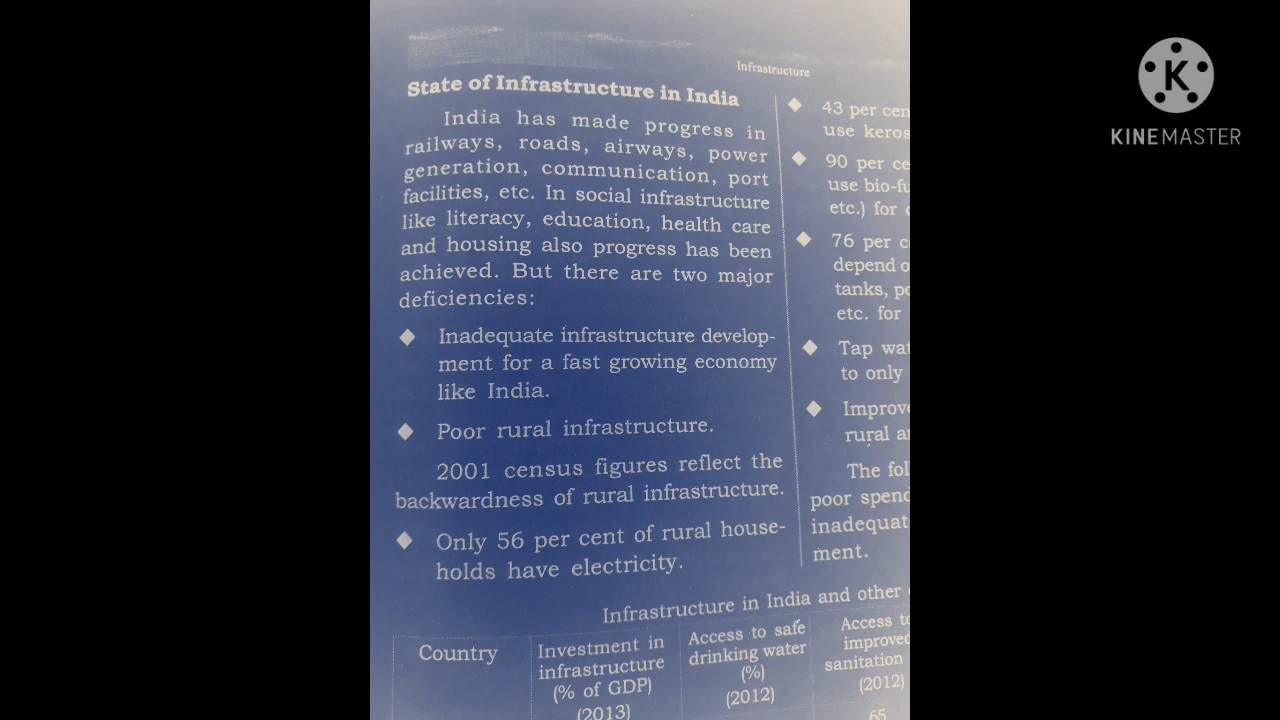 Infrastructure
State of Infrastructure in India
India has made progress in
railways, roads, airways, power
generation, communication, port
facilities, etc. In social infrastructure
like literacy, education, health care
and housing also progress has been
achieved. But there are two major
deficiencies:
Inadequate infrastructure develop-
ment for a fast growing economy
like India.
Poor rural infrastructure.
2001 census figures reflect the
backwardness of rural infrastructure.
Only 56 per cent of rural house-
holds have electricity.
43 per
use
90 per
use
etc.) for
76 per
depend
tanks,
etc. for
Tap
to only
rural
The
poor
ment.
Infrastructure in India and other
Country
Investment in
infrastructure
(% of GDP)
(2013)
Access to safe
drinking water
(%)
(2012)
Access
improved
sanitation
(2012)
65
K
KINEMASTER